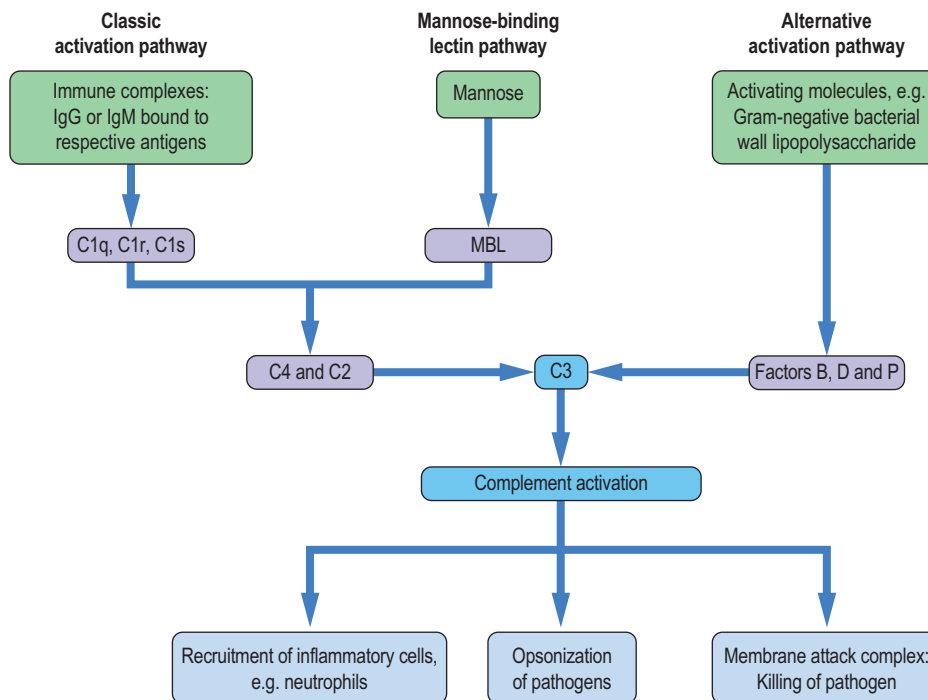 Classic
activation pathway
Mannose-binding
lectin pathway
Alternative
activation pathway
Immune complexes:
IgG or IgM bound to
respective antigens
Mannose
Activating molecules, e.g.
Gram-negative bacterial
wall lipopolysaccharide
C1q, C1r, C1s
MBL
C4 and C2
C3
Factors B, D and P
Complement activation
Recruitment of inflammatory cells,
e.g. neutrophils
Opsonization
of pathogens
Membrane attack complex:
Killing of pathogen